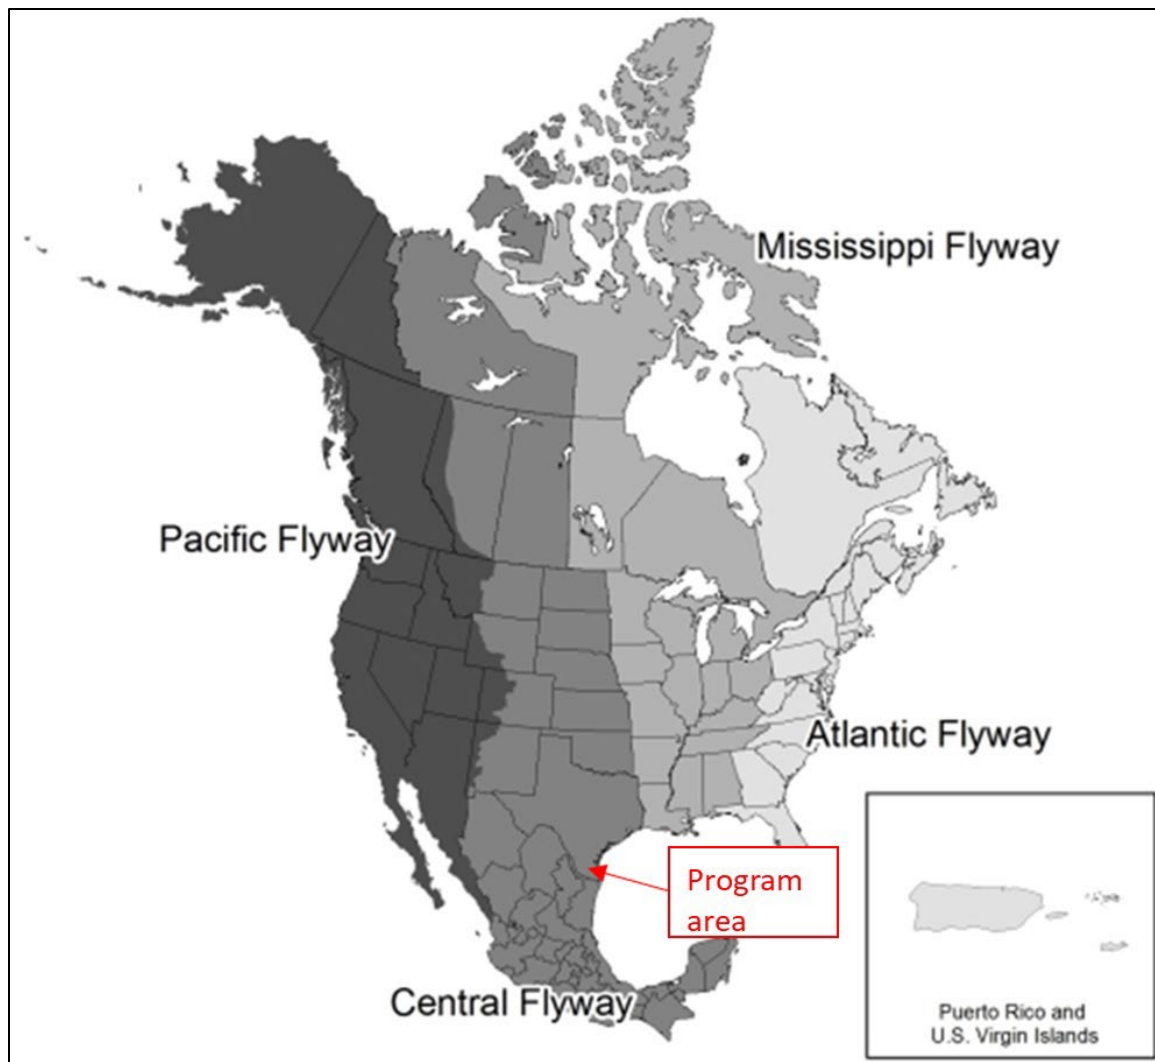 Mississippi Flyway
Pacific Flyway
Atlantic Flyway
Program
area
Central Flyway
Puerto Rico and
U.S. Virgin Islands